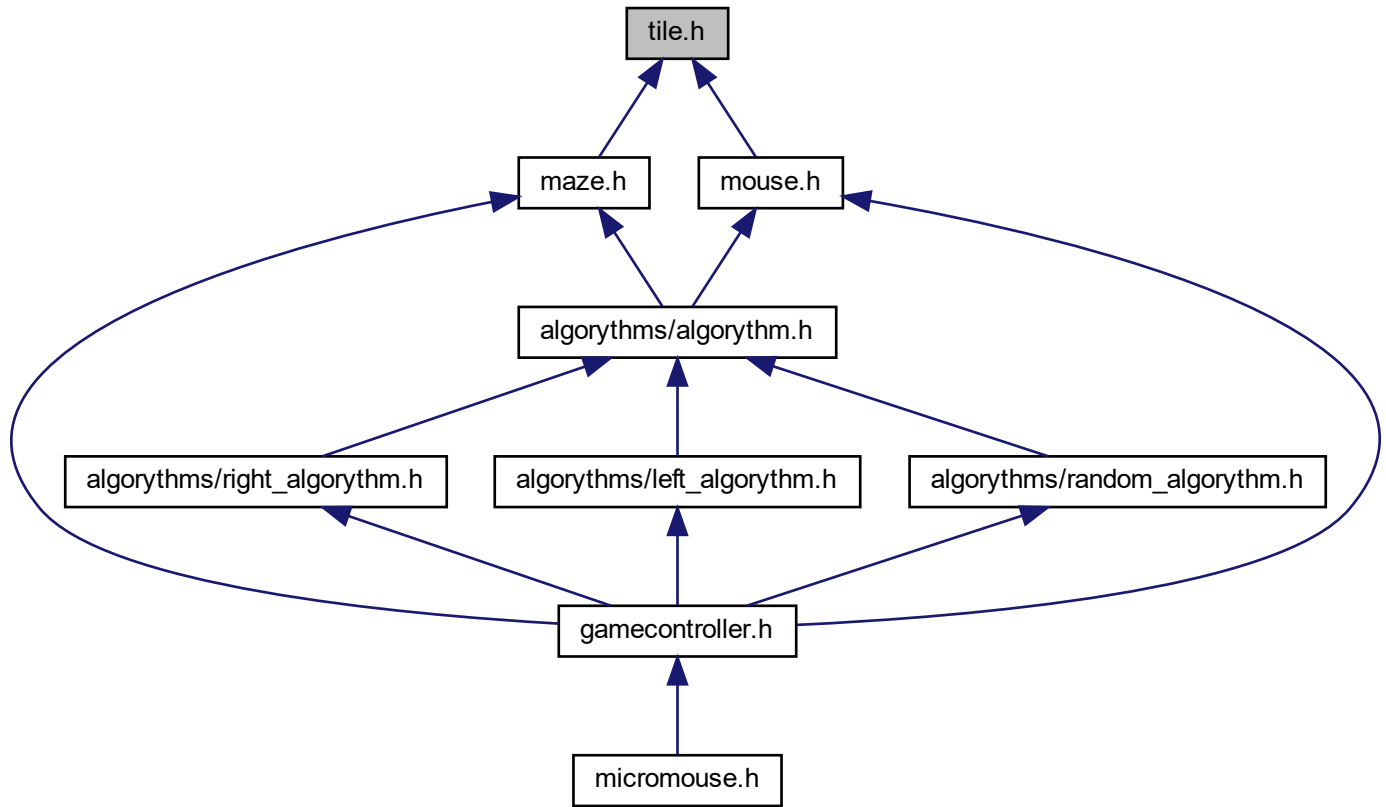 tile.h
maze.h
mouse.h
algorythms/algorythm.h
algorythms/right_algorythm.h
algorythms/left_algorythm.h
algorythms/random_algorythm.h
gamecontroller.h
micromouse.h